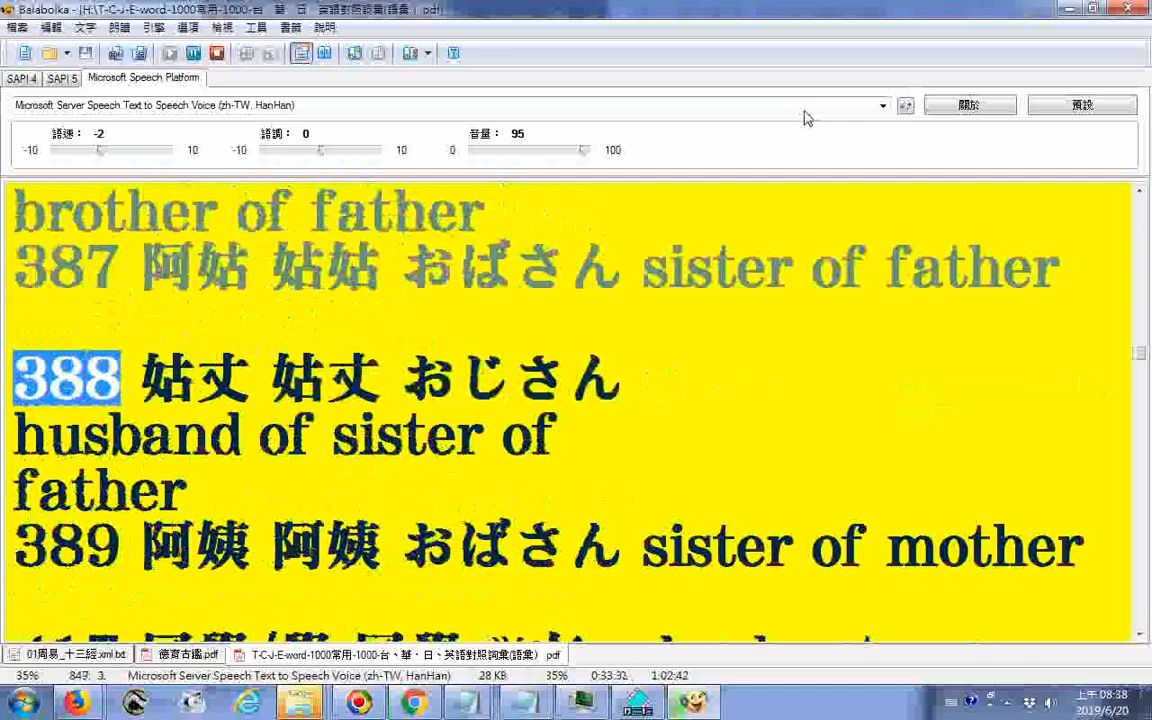 Balabolka - [H:\T-C-J-E-word-1000常用-1000-台、華、日、英語對照詞彙(語彙）pdf]
檔案 編輯 文字 朗讀 引擎 選項 檢視 工具 書籤 說明
SAPI 4 SAPI 5 Microsoft Speech Platform
Microsoft Server Speech Text to Speech Voice (zh-TW, HanHan) 關於 預設
語速： -2 語調： 0 音量： 95
-10 10 -10 10 0 100
brother of father
387 阿姑 姑姑 おばさん sister of father
388 姑丈 姑丈 おじさん
husband of sister of
father
389 阿姨 阿姨 おばさん sister of mother
01周易_十三經.xml.bd 德育古鑑.pdf T-C-J-E-word-1000常用-1000-台、華、日、英語對照詞彙(語彙） pdf
35% 847: 3. Microsoft Server Speech Text to Speech Voice (zh-TW, HanHan) 28 KB 35% 0:33:32 1:02:42
上午 08:38
2019/6/20